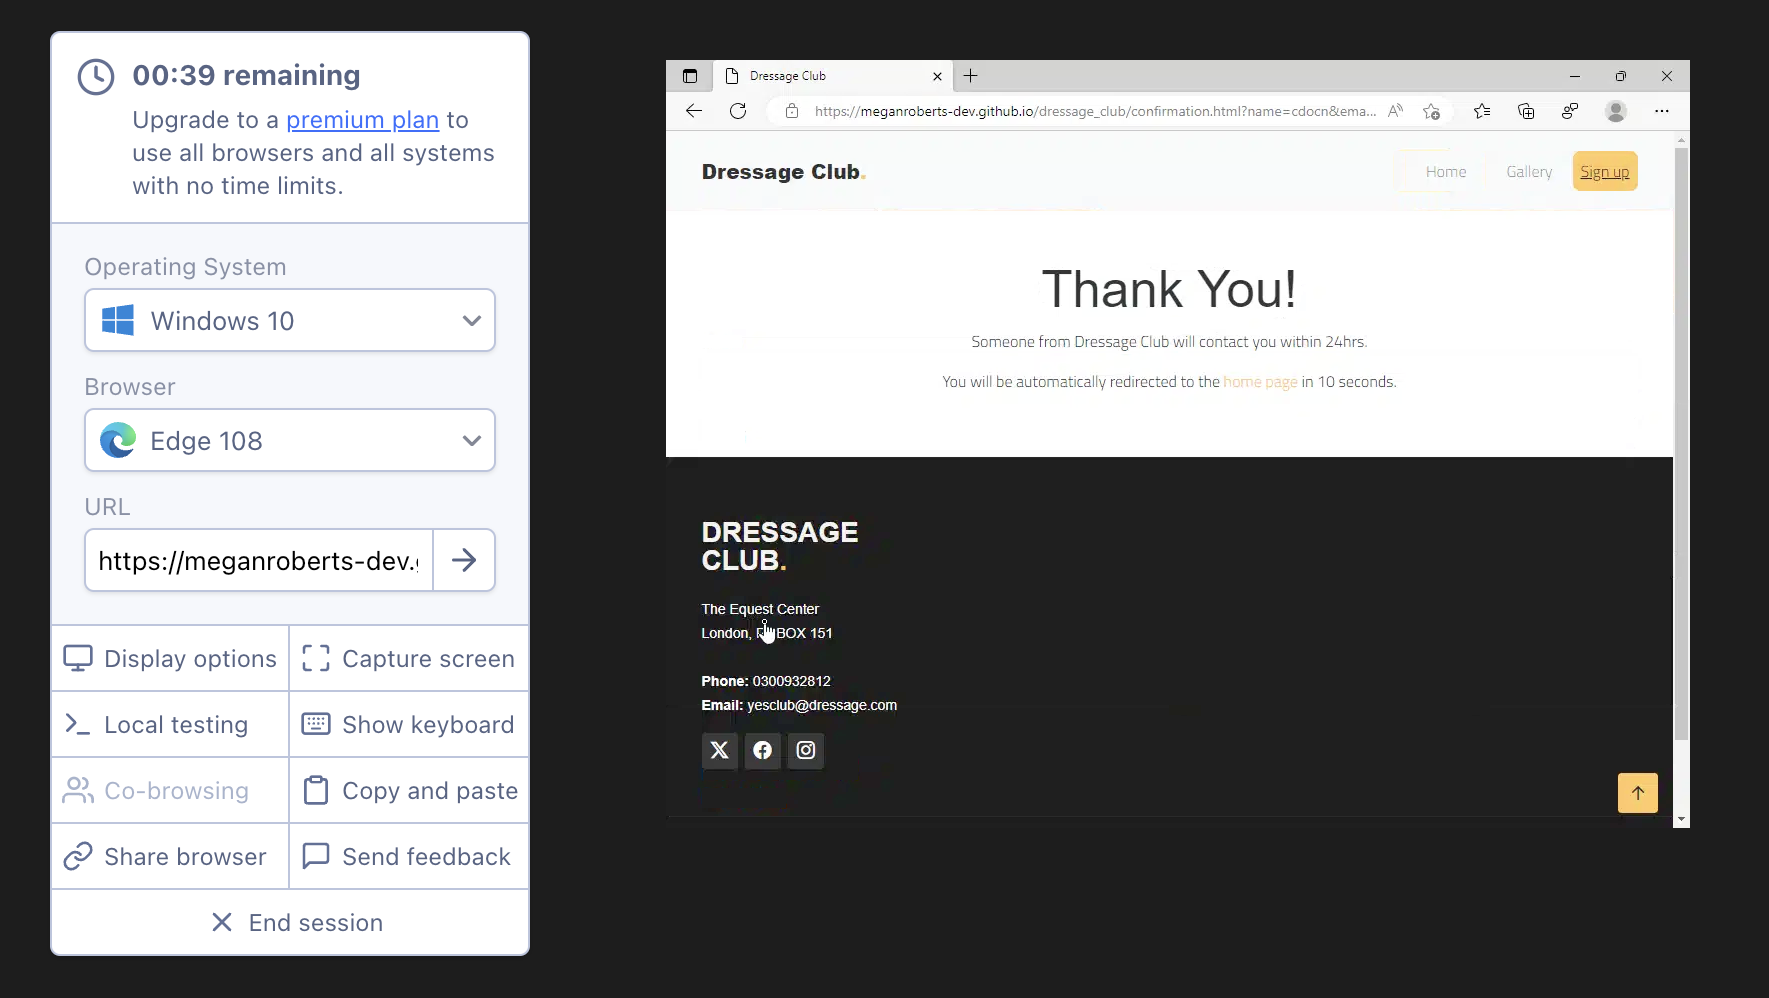 00:39 remaining
Upgrade to a premium plan to
use all browsers and all systems
with no time limits.
Operating System
Windows 10
Browser
Edge 108
URL
https://meganroberts-dev.
Display options
Capture screen
Local testing
Show keyboard
Co-browsing
Copy and paste
Share browser
Send feedback
End session
Dressage Club
https://meganroberts-dev.github.io/dressage_club/confirmation.html?name=cdocn&ema...
Dressage Club.
Home
Gallery
Sign up
Thank You!
Someone from Dressage Club will contact you within 24hrs.
You will be automatically redirected to the home page in 10 seconds.
DRESSAGE
CLUB.
The Equest Center
London, BOX 151
Phone: 0300932812
Email: yesclub@dressage.com